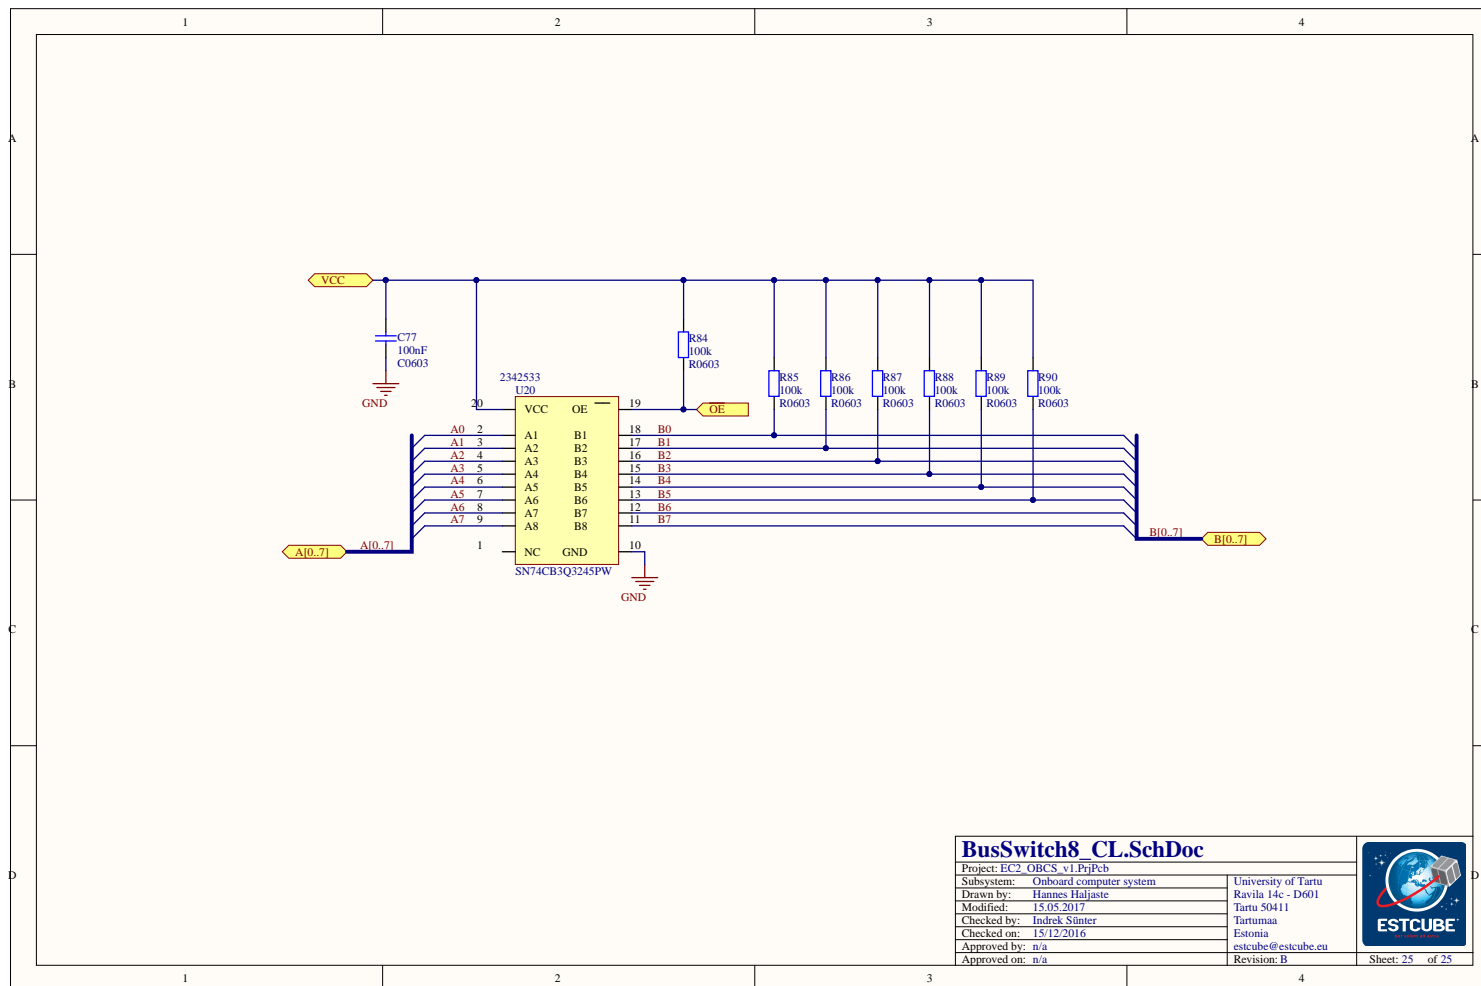 1 2 3 4
A A
VCC
C77
100nF
C0603
GND
R84
100k
R0603
2342533
U20
R85
100k
R0603
R86
100k
R0603
R87
100k
R0603
R88
100k
R0603
R89
100k
R0603
R90
100k
R0603
B B
20 VCC OE 19 OE
A0 2 A1 B1 18 B0
A1 3 A2 B2 17 B1
A2 4 A3 B3 16 B2
A3 5 A4 B4 15 B3
A4 6 A5 B5 14 B4
A5 7 A6 B6 13 B5
A6 8 A7 B7 12 B6
A7 9 A8 B8 11 B7
A[0..7] A[0..7] 1 NC GND 10 B[0..7] B[0..7]
SN74CB3Q3245PW
GND
C C
BusSwitch8_CL.SchDoc
Project: EC2_OBCS_v1.PrjPcb
Subsystem: Onboard computer system University of Tartu
Drawn by: Hannes Haljaste Ravila 14c - D601
Modified: 15.05.2017 Tartu 50411
Checked by: Indrek Sünter Tartumaa
Checked on: 15/12/2016 Estonia
Approved by: n/a estcube@estcube.eu
Approved on: n/a Revision: B Sheet: 25 of 25
ESTCUBE
D D
1 2 3 4